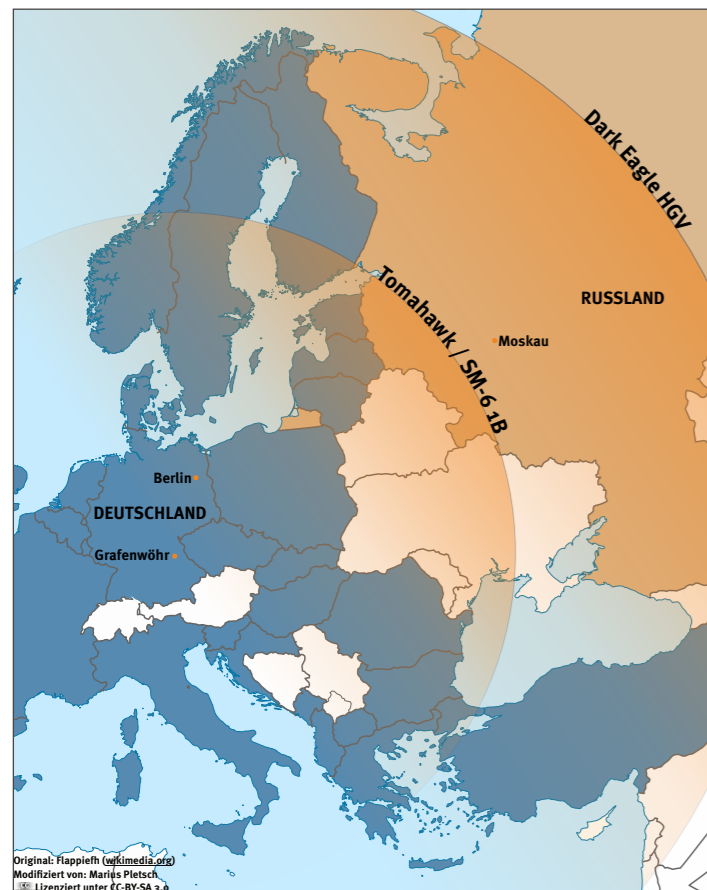 Dark Eagle HGV
RUSSLAND
Tomahawk / SM-6 1B
Moskau
Berlin
DEUTSCHLAND
Grafenwöhr
Original: Flappiefh (wikimedia.org)
Modifiziert von: Marius Pletsch
Lizenziert unter CC-BY-SA 3.0